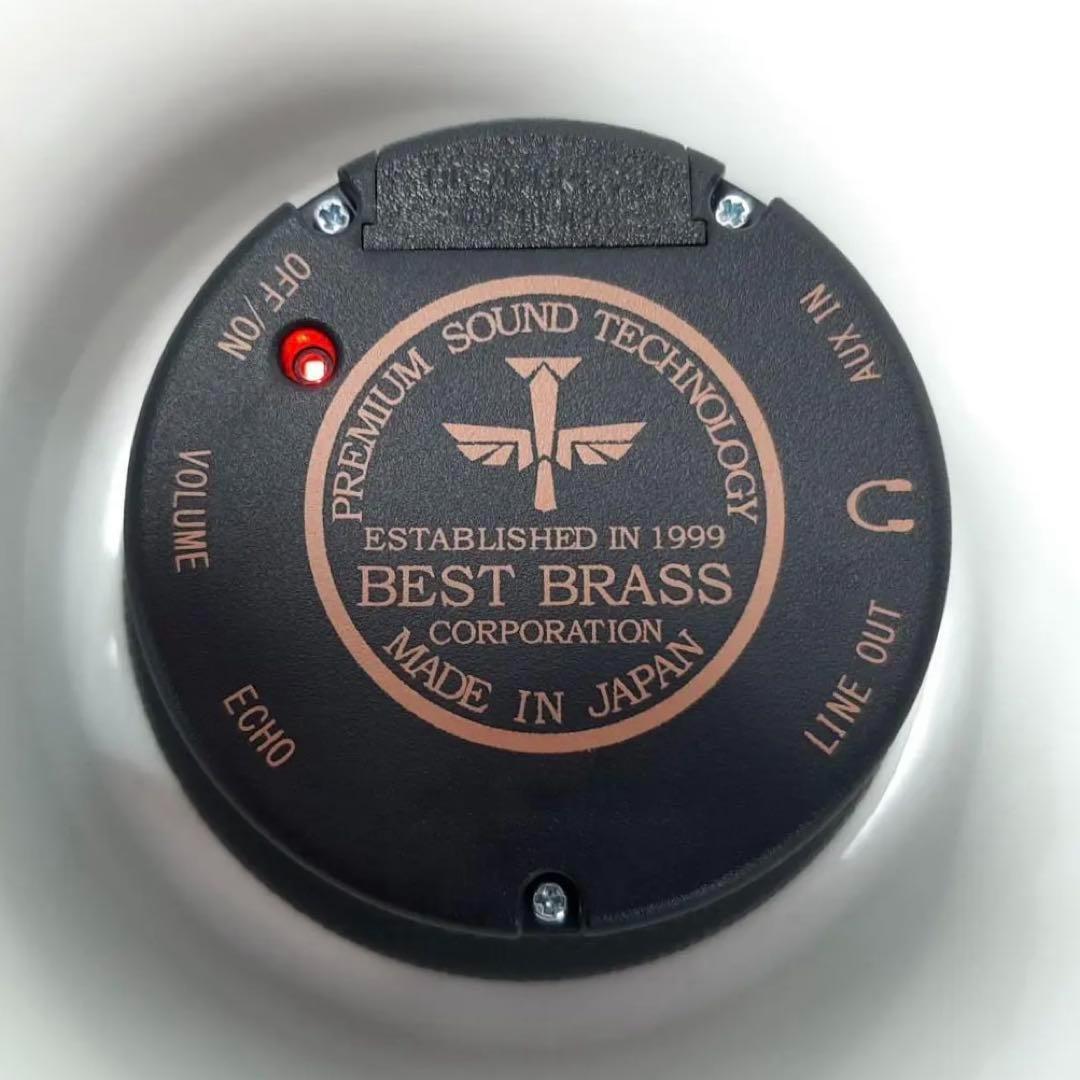 OFF/ON
VOLUME
ECHO
PREMIUM SOUND TECHNOLOGY
ESTABLISHED IN 1999
BEST BRASS
CORPORATION
MADE IN JAPAN
AUX IN
LINE OUT